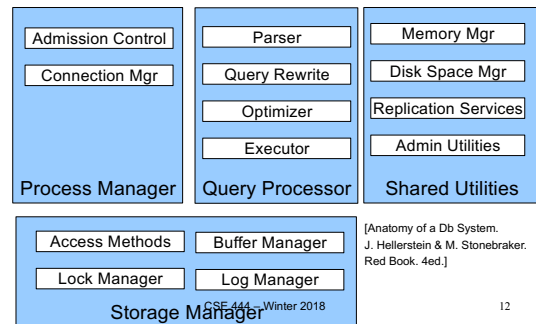 Admission Control
Connection Mgr
Process Manager
Parser
Query Rewrite
Optimizer
Executor
Query Processor
Memory Mgr
Disk Space Mgr
Replication Services
Admin Utilities
Shared Utilities
Access Methods
Buffer Manager
Lock Manager
Log Manager
Storage Manager
[Anatomy of a Db System.
J. Hellerstein & M. Stonebraker.
Red Book. 4ed.]
CSE 444 – Winter 2018
12